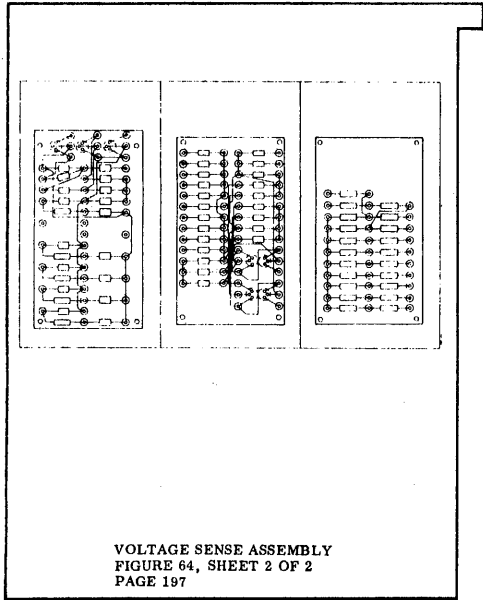 VOLTAGE SENSE ASSEMBLY
FIGURE 64, SHEET 2 OF 2
PAGE 197